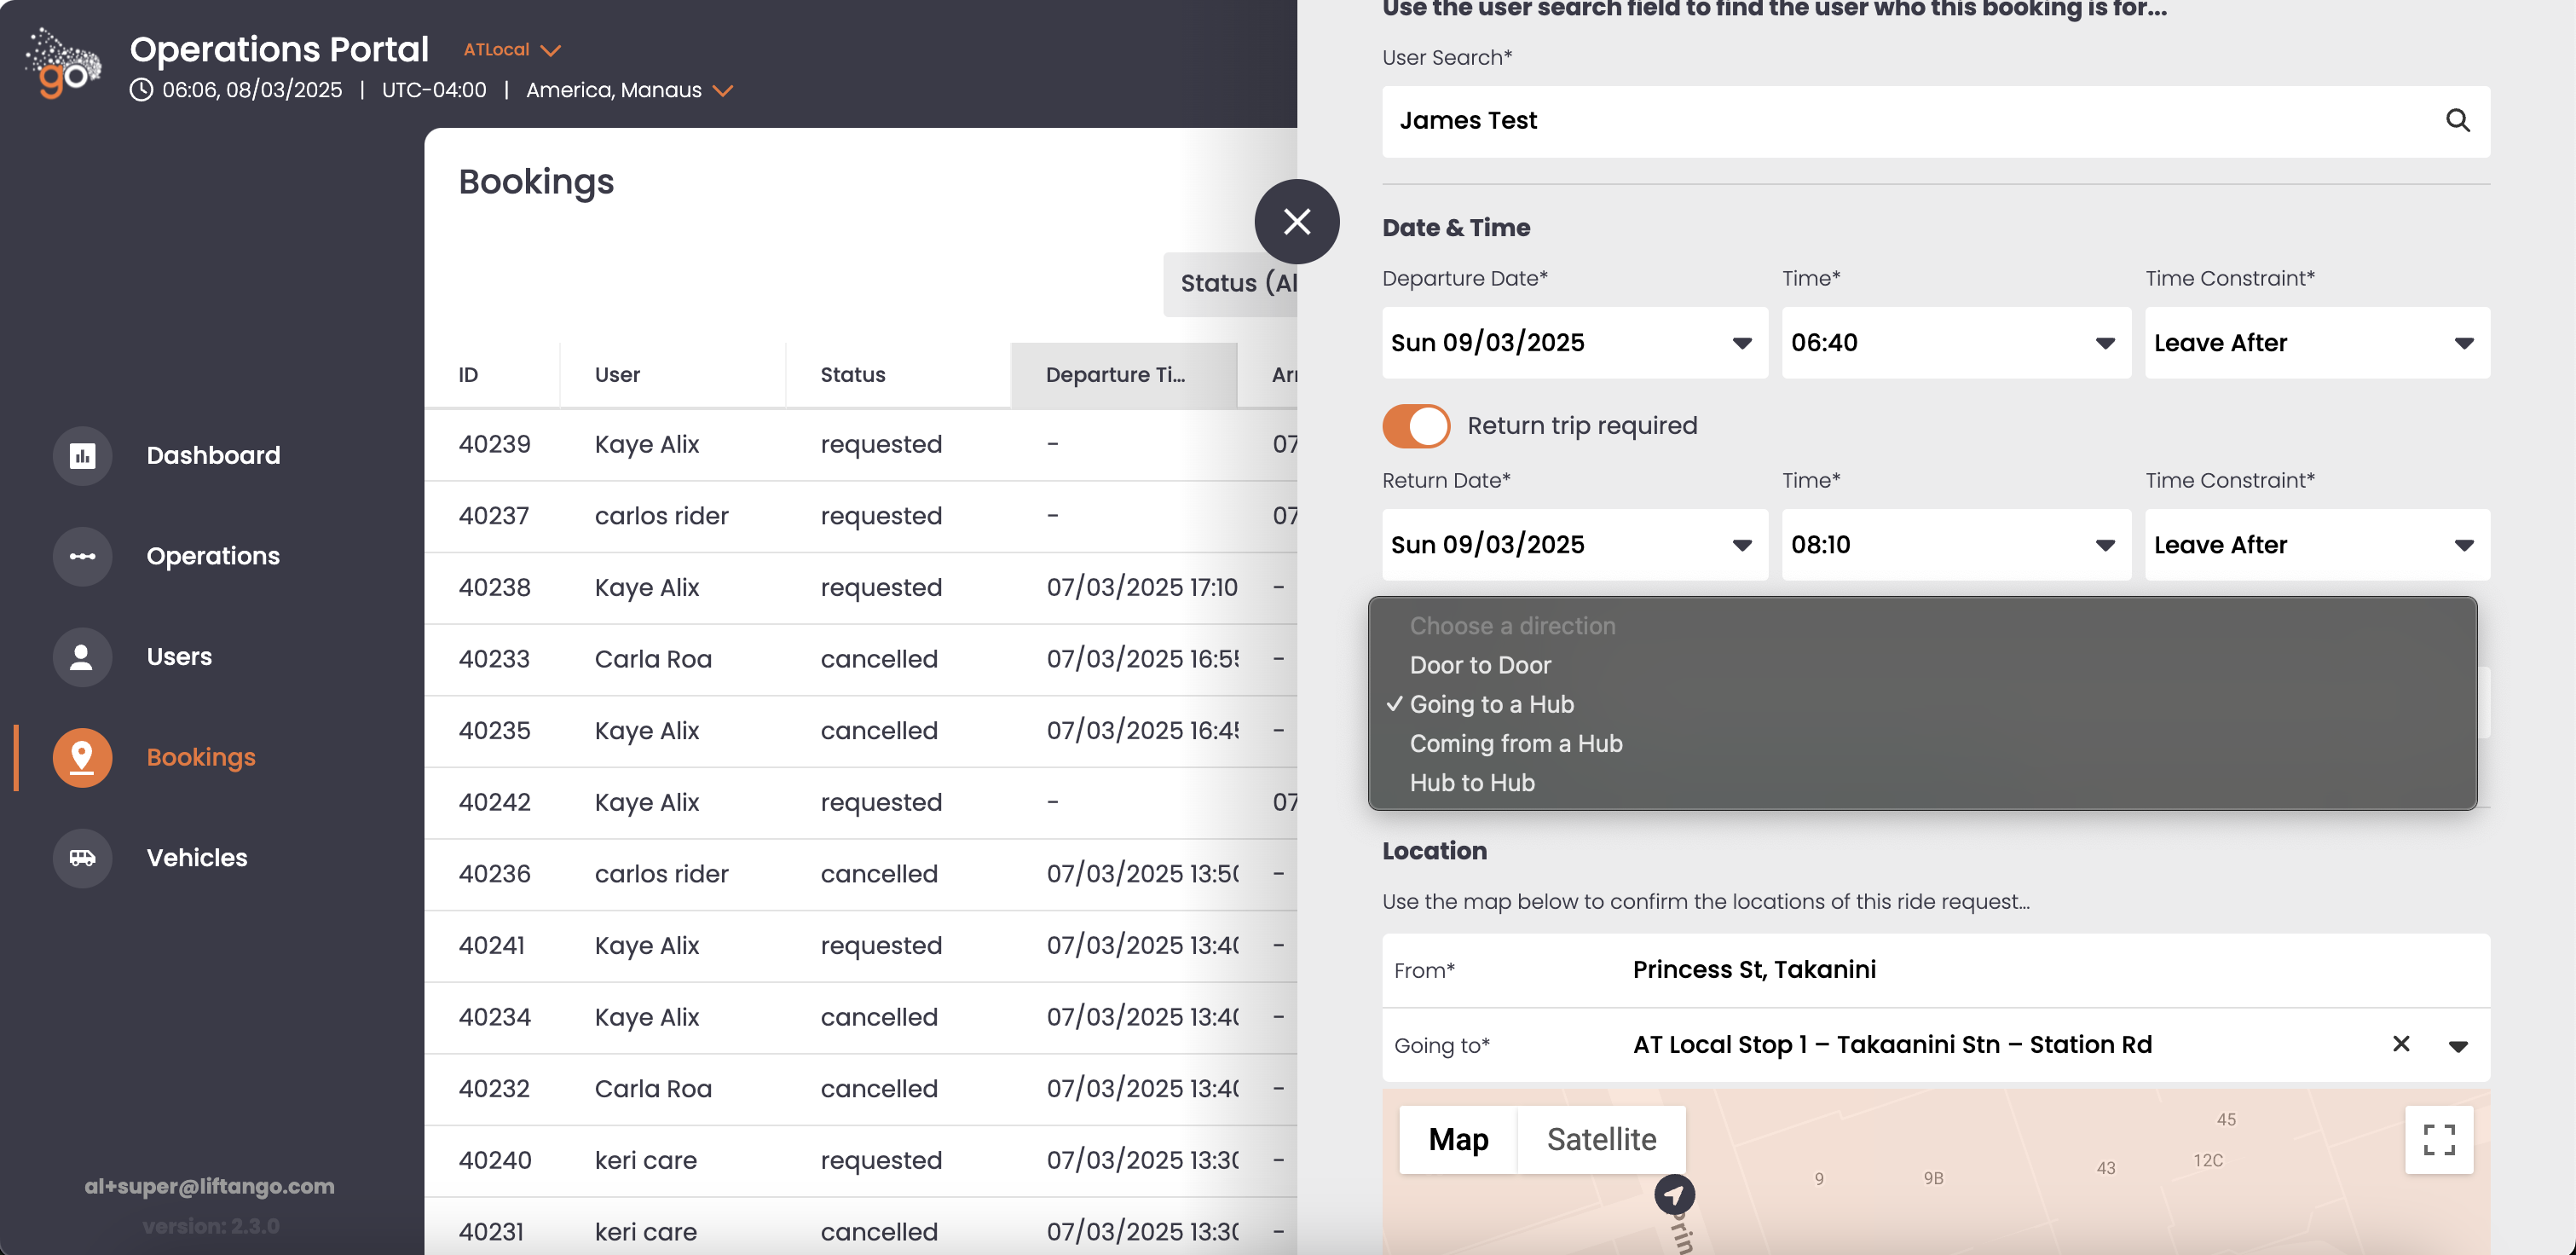 go
Operations Portal
ATLocal
06:06, 08/03/2025 | UTC-04:00 | America, Manaus
Dashboard
Operations
Users
Bookings
Vehicles
al+super@liftango.com
version: 2.3.0
Bookings
Status (Al
ID User Status Departure Ti... Arr
40239 Kaye Alix requested - 07
40237 carlos rider requested - 07
40238 Kaye Alix requested 07/03/2025 17:10 -
40233 Carla Roa cancelled 07/03/2025 16:55 -
40235 Kaye Alix cancelled 07/03/2025 16:45 -
40242 Kaye Alix requested - 07
40236 carlos rider cancelled 07/03/2025 13:50 -
40241 Kaye Alix requested 07/03/2025 13:40 -
40234 Kaye Alix cancelled 07/03/2025 13:40 -
40232 Carla Roa cancelled 07/03/2025 13:40 -
40240 keri care requested 07/03/2025 13:30 -
40231 keri care cancelled 07/03/2025 13:30 -
Use the user search field to find the user who this booking is for...
User Search*
James Test
Date & Time
Departure Date* Time* Time Constraint*
Sun 09/03/2025 06:40 Leave After
Return trip required
Return Date* Time* Time Constraint*
Sun 09/03/2025 08:10 Leave After
Choose a direction
Door to Door
✓ Going to a Hub
Coming from a Hub
Hub to Hub
Location
Use the map below to confirm the locations of this ride request...
From* Princess St, Takanini
Going to* AT Local Stop 1 – Takaanini Stn – Station Rd
Map Satellite
45
12C
43
9B
9
Prin